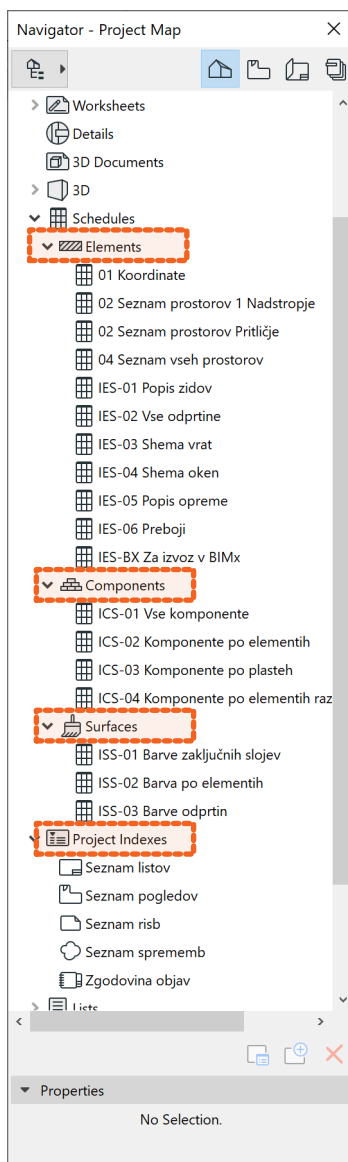 Navigator - Project Map
Worksheets
Details
3D Documents
3D
Schedules
Elements
01 Koordinate
02 Seznam prostorov 1 Nadstropje
02 Seznam prostorov Pritličje
04 Seznam vseh prostorov
IES-01 Popis zidov
IES-02 Vse odprtine
IES-03 Shema vrat
IES-04 Shema oken
IES-05 Popis opreme
IES-06 Preboji
IES-BX Za izvoz v BIMx
Components
ICS-01 Vse komponente
ICS-02 Komponente po elementih
ICS-03 Komponente po plasteh
ICS-04 Komponente po elementih raz
Surfaces
ISS-01 Barve zaključnih slojev
ISS-02 Barva po elementih
ISS-03 Barve odprtin
Project Indexes
Seznam listov
Seznam pogledov
Seznam risb
Seznam sprememb
Zgodovina objav
Lists
Properties
No Selection.